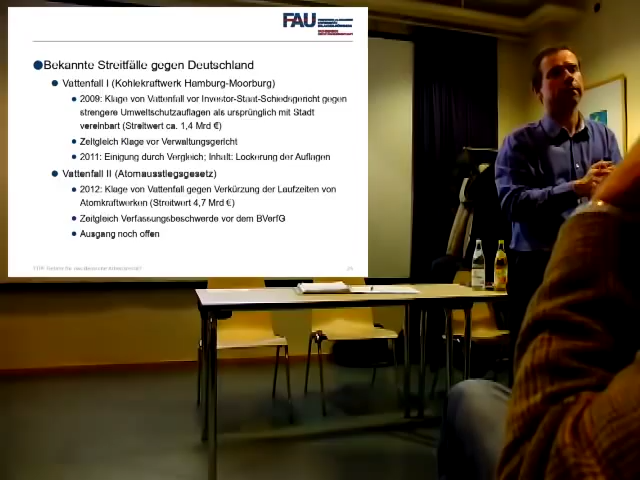 FAU
Bekannte Streitfälle gegen Deutschland
Vattenfall I (Kohlekraftwerk Hamburg-Moorburg)
2009: Klage von Vattenfall vor Investor-Staat-Schiedsgericht gegen
strengere Umweltschutzauflagen als ursprünglich mit Stadt
vereinbart (Streitwert ca. 1,4 Mrd €)
Zeitgleich Klage vor Verwaltungsgericht
2011: Einigung durch Vergleich; Inhalt: Lockerung der Auflagen
Vattenfall II (Atomausstiegsgesetz)
2012: Klage von Vattenfall gegen Verkürzung der Laufzeiten von
Atomkraftwerken (Streitwert 4,7 Mrd €)
Zeitgleich Verfassungsbeschwerde vor dem BVerfG
Ausgang noch offen